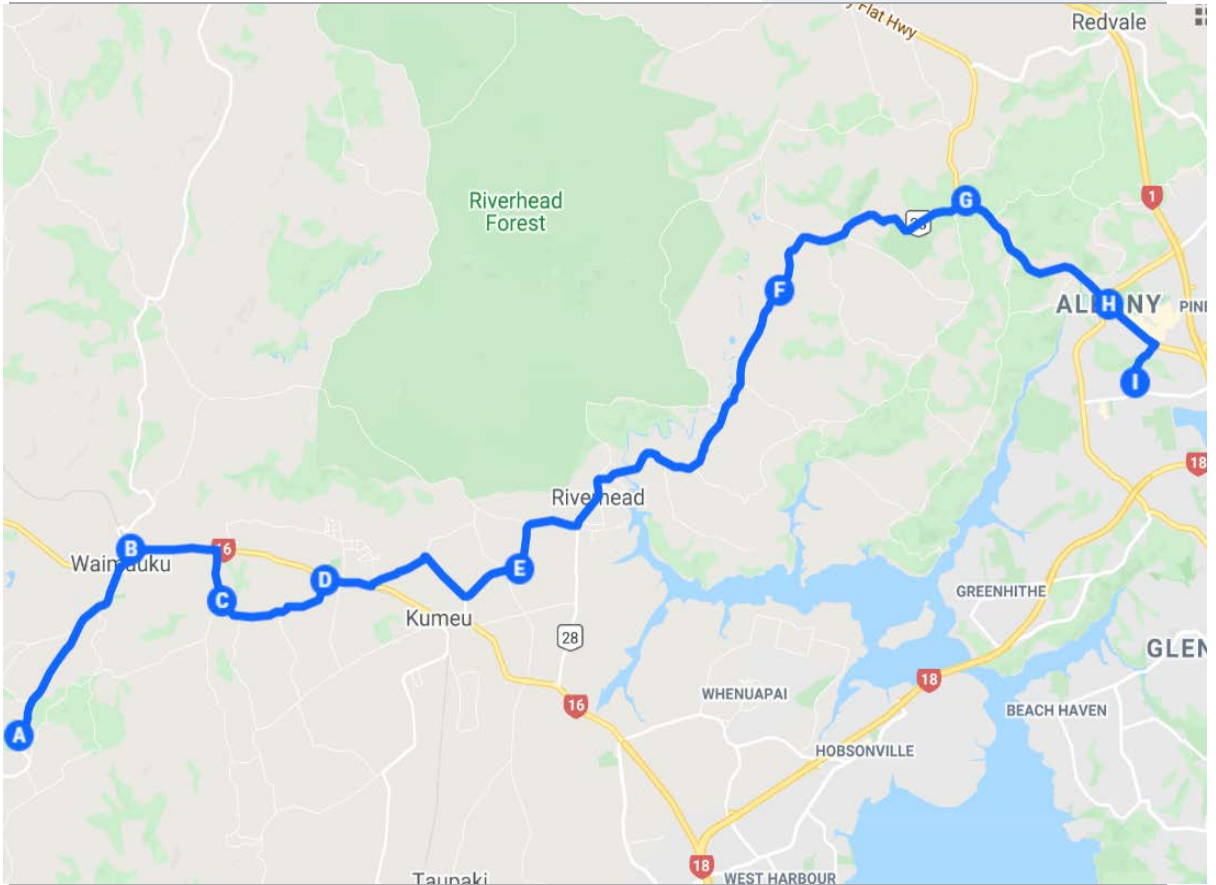 Redvale
Flat Hwy
Riverhead
Forest
1
G
F
H
PINE
I
18
Riverhead
B
16
Waimauku
C
D
E
Kumeu
GREENHITHE
28
GLEN
A
16
18
WHENUAPAI
BEACH HAVEN
HOBSONVILLE
18
WEST HARBOUR
Taupaki